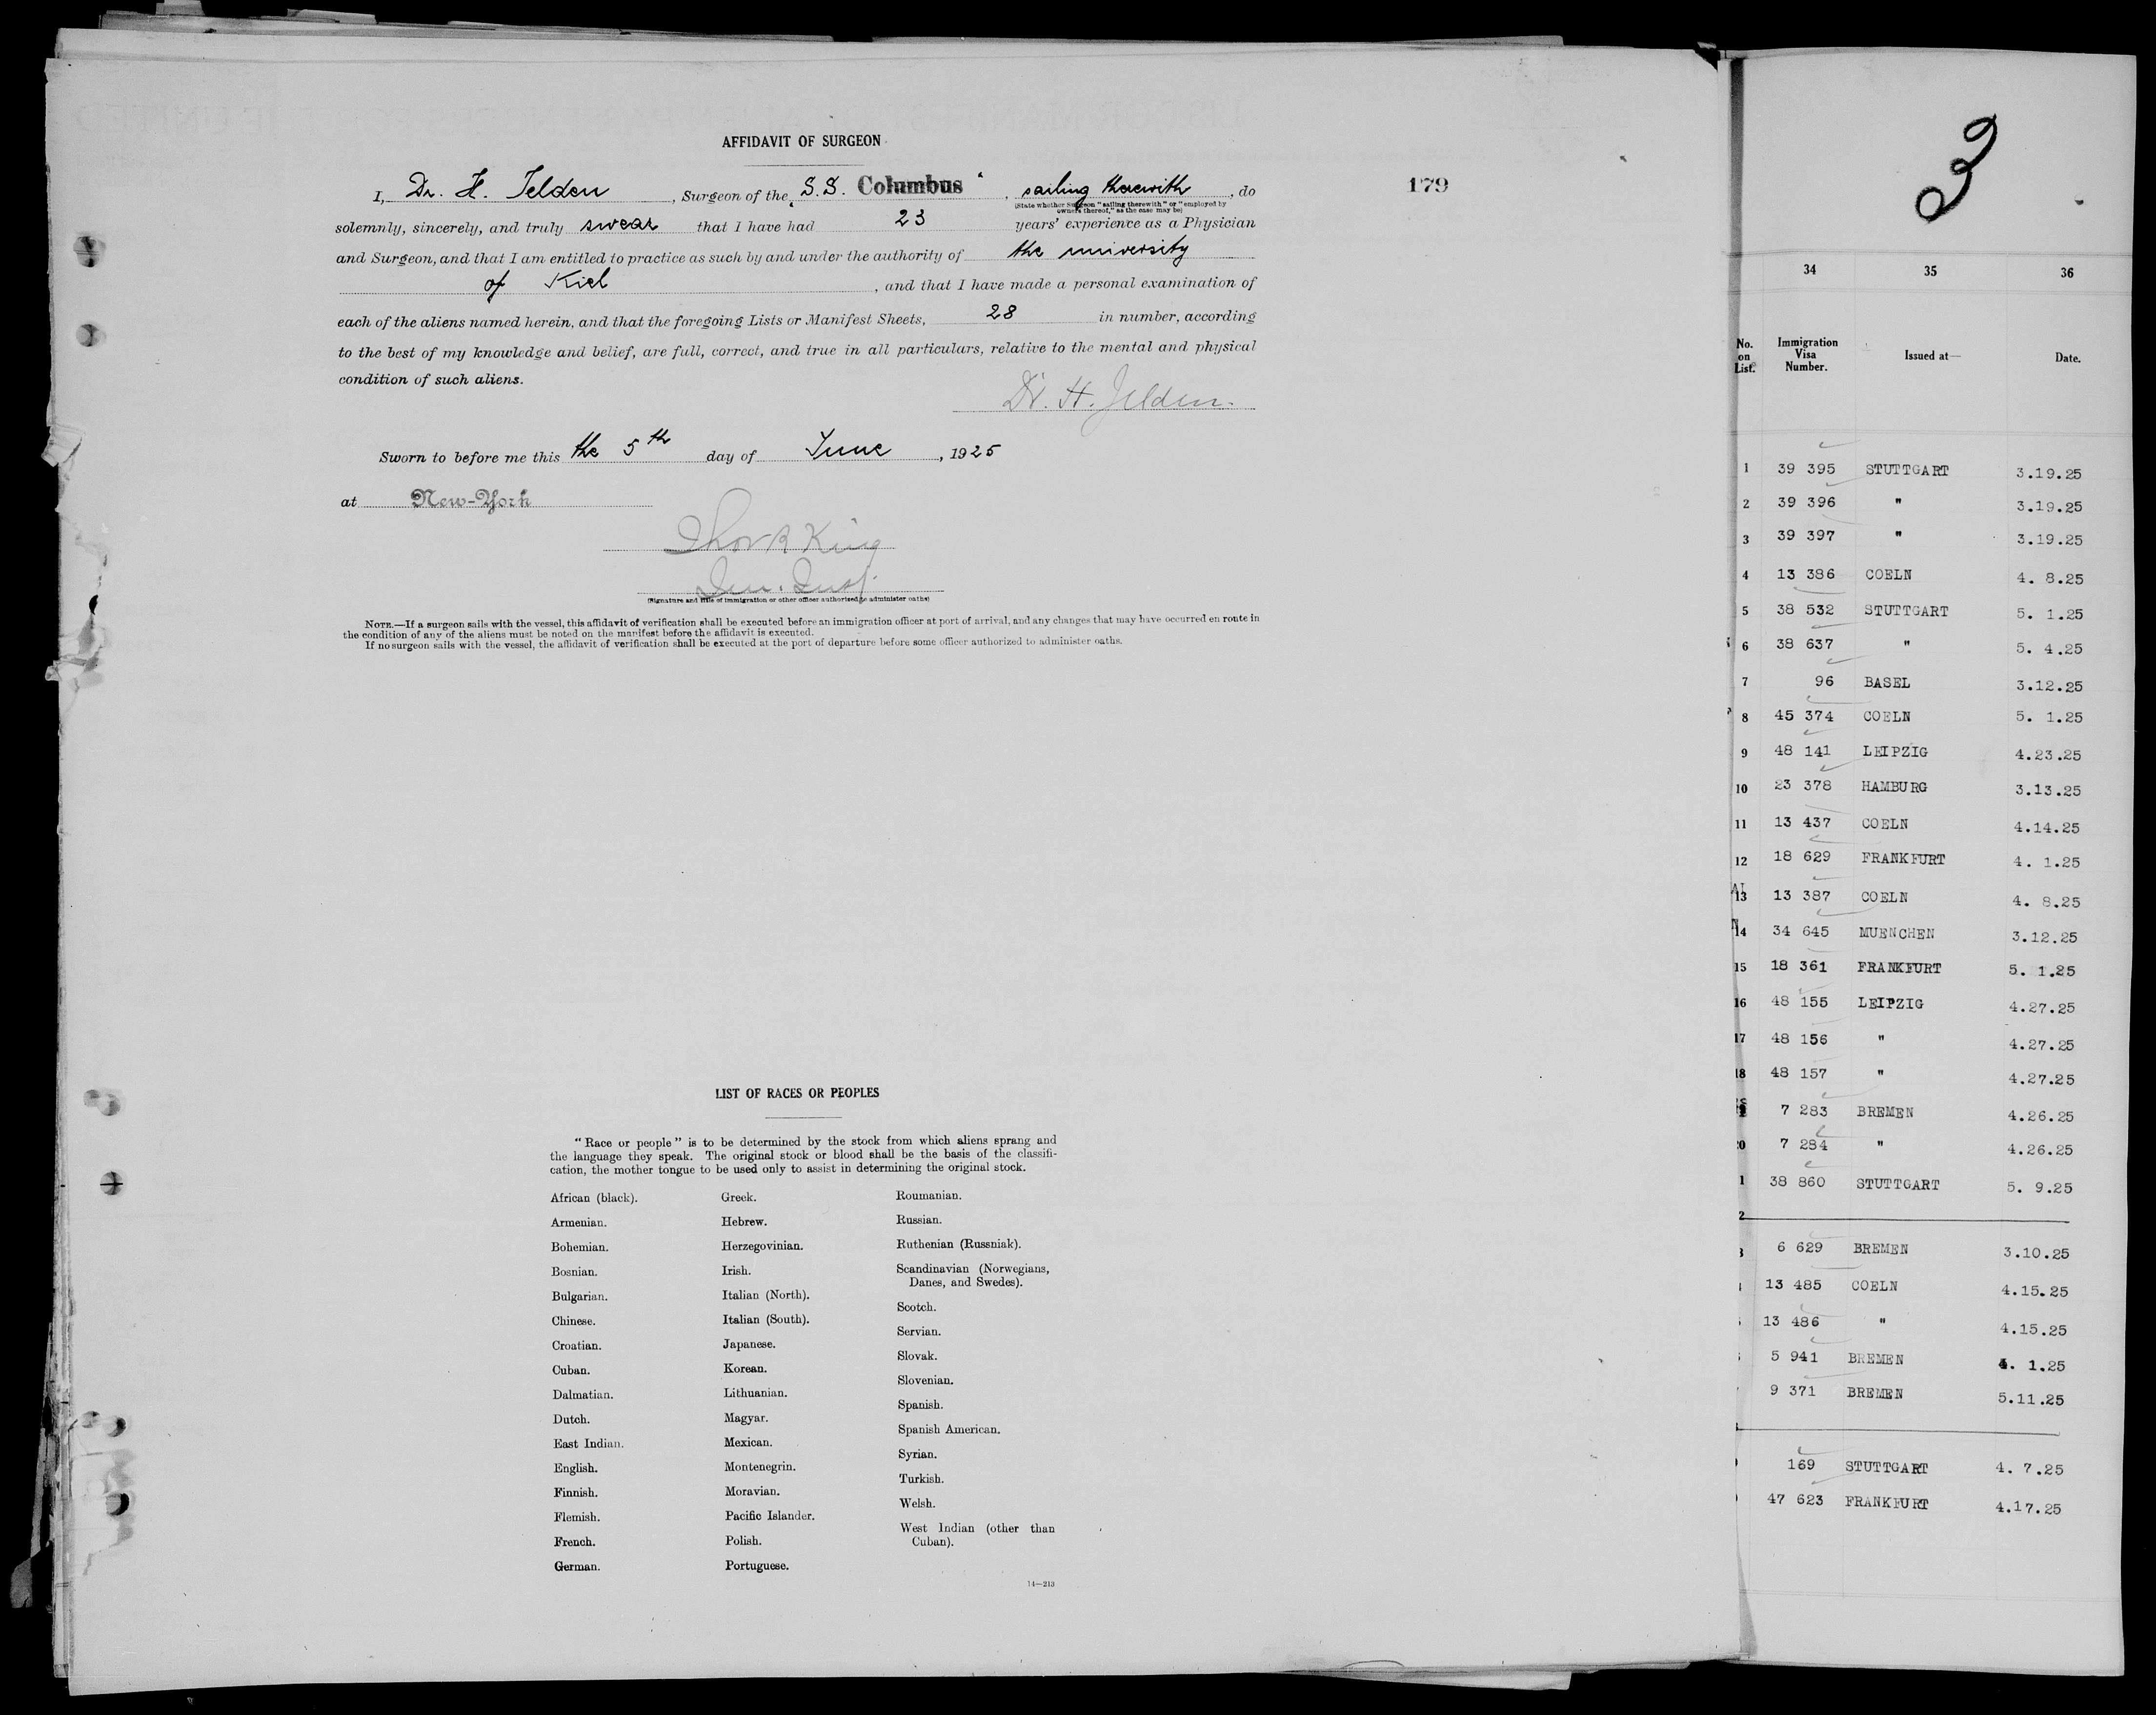 AFFIDAVIT OF SURGEON
I, Dr. H. Jelden, Surgeon of the "S.S. Columbus", sailing therewith, do
(State whether Surgeon "sailing therewith" or "employed by
owners thereof," as the case may be)
solemnly, sincerely, and truly swear that I have had 23 years' experience as a Physician
and Surgeon, and that I am entitled to practice as such by and under the authority of the university
of Kiel, and that I have made a personal examination of
each of the aliens named herein, and that the foregoing Lists or Manifest Sheets, 28 in number, according
to the best of my knowledge and belief, are full, correct, and true in all particulars, relative to the mental and physical
condition of such aliens.
Dr. H. Jelden.
Sworn to before me this the 5th day of June, 1925
at New-York
King
(Signature and title of immigration or other officer authorized to administer oaths)
NOTE.—If a surgeon sails with the vessel, this affidavit of verification shall be executed before an immigration officer at port of arrival, and any changes that may have occurred en route in
the condition of any of the aliens must be noted on the manifest before the affidavit is executed.
If no surgeon sails with the vessel, the affidavit of verification shall be executed at the port of departure before some officer authorized to administer oaths.
179
LIST OF RACES OR PEOPLES
"Race or people" is to be determined by the stock from which aliens sprang and
the language they speak. The original stock or blood shall be the basis of the classifi-
cation, the mother tongue to be used only to assist in determining the original stock.
African (black).
Armenian.
Bohemian.
Bosnian.
Bulgarian.
Chinese.
Croatian.
Cuban.
Dalmatian.
Dutch.
East Indian.
English.
Finnish.
Flemish.
French.
German.
Greek.
Hebrew.
Herzegovinian.
Irish.
Italian (North).
Italian (South).
Japanese.
Korean.
Lithuanian.
Magyar.
Mexican.
Montenegrin.
Moravian.
Pacific Islander.
Polish.
Portuguese.
Roumanian.
Russian.
Ruthenian (Russniak).
Scandinavian (Norwegians,
Danes, and Swedes).
Scotch.
Servian.
Slovak.
Slovenian.
Spanish.
Spanish American.
Syrian.
Turkish.
Welsh.
West Indian (other than
Cuban).
14—213
3
34 35 36
No. on List. Immigration Visa Number. Issued at— Date.
1 39 395 STUTTGART 3.19.25
2 39 396 " 3.19.25
3 39 397 " 3.19.25
4 13 386 COELN 4. 8.25
5 38 532 STUTTGART 5. 1.25
6 38 637 " 5. 4.25
7 96 BASEL 3.12.25
8 45 374 COELN 5. 1.25
9 48 141 LEIPZIG 4.23.25
10 23 378 HAMBURG 3.13.25
11 13 437 COELN 4.14.25
12 18 629 FRANKFURT 4. 1.25
13 13 387 COELN 4. 8.25
14 34 645 MUENCHEN 3.12.25
15 18 361 FRANKFURT 5. 1.25
16 48 155 LEIPZIG 4.27.25
17 48 156 " 4.27.25
18 48 157 " 4.27.25
7 283 BREMEN 4.26.25
0 7 284 " 4.26.25
1 38 860 STUTTGART 5. 9.25
2
3 6 629 BREMEN 3.10.25
13 485 COELN 4.15.25
13 486 " 4.15.25
5 941 BREMEN 4. 1.25
9 371 BREMEN 5.11.25
169 STUTTGART 4. 7.25
47 623 FRANKFURT 4.17.25